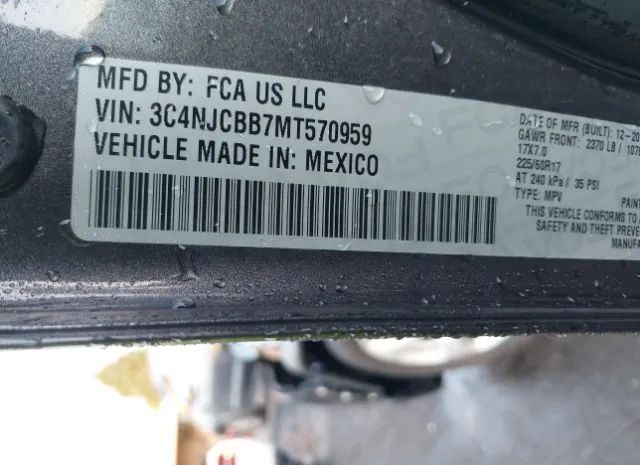 MFD BY: FCA US LLC
VIN: 3C4NJCBB7MT570959
VEHICLE MADE IN: MEXICO
DATE OF MFR (BUILT): 12-20
GAWR FRONT: 2370 LB / 107
17X7.0
225/60R17
AT 240 kPa / 35 PSI
TYPE: MPV
PAINT
THIS VEHICLE CONFORMS TO
SAFETY AND THEFT PREVE
MANUFA